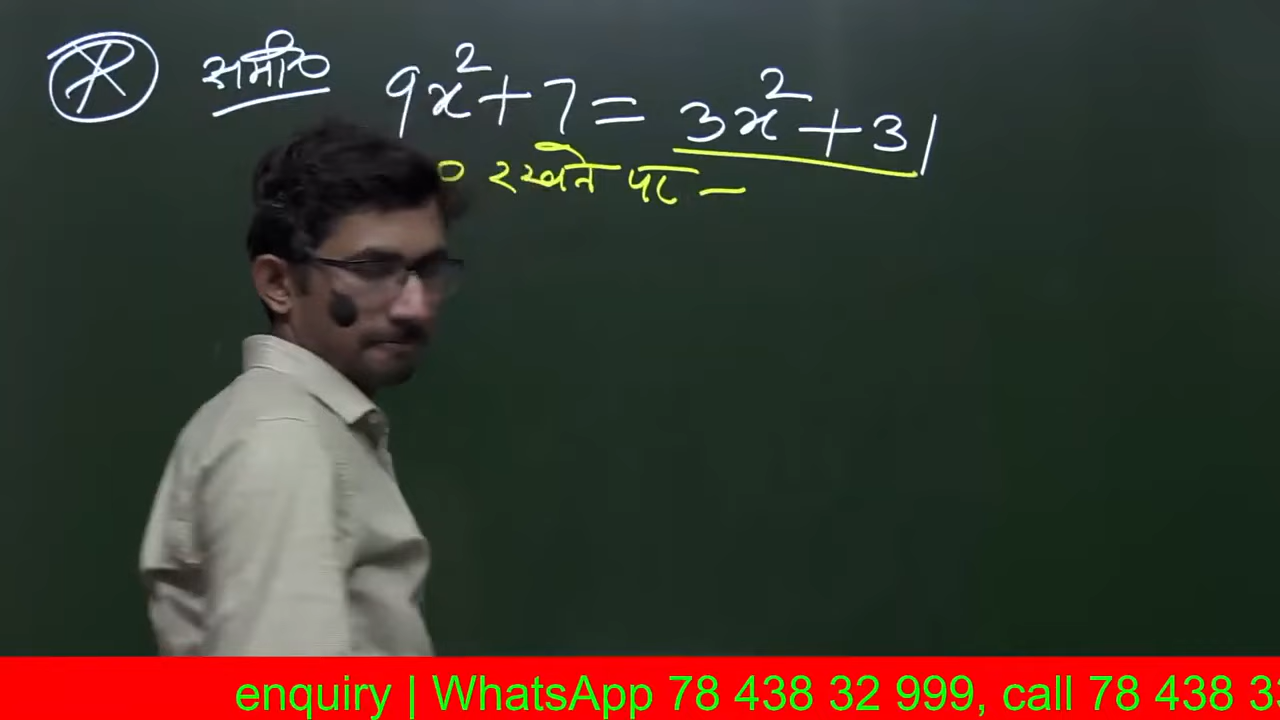 समी० 9x² + 7 = 3x² + 31
० रखने पर –
enquiry | WhatsApp 78 438 32 999, call 78 438 3